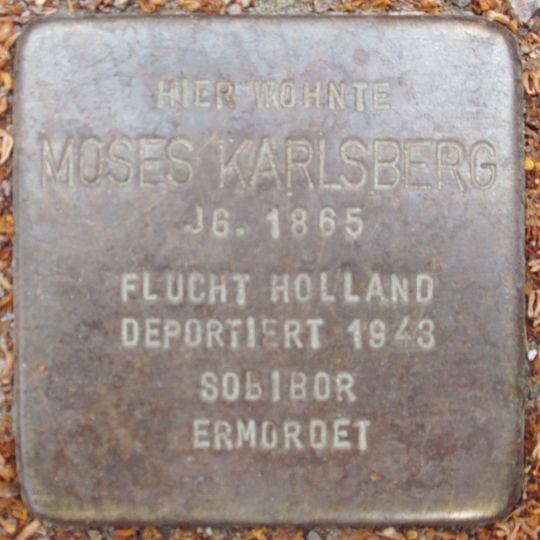 HIER WOHNTE
MOSES KARLSBERG
JG. 1865
FLUCHT HOLLAND
DEPORTIERT 1943
SOBIBOR
ERMORDET